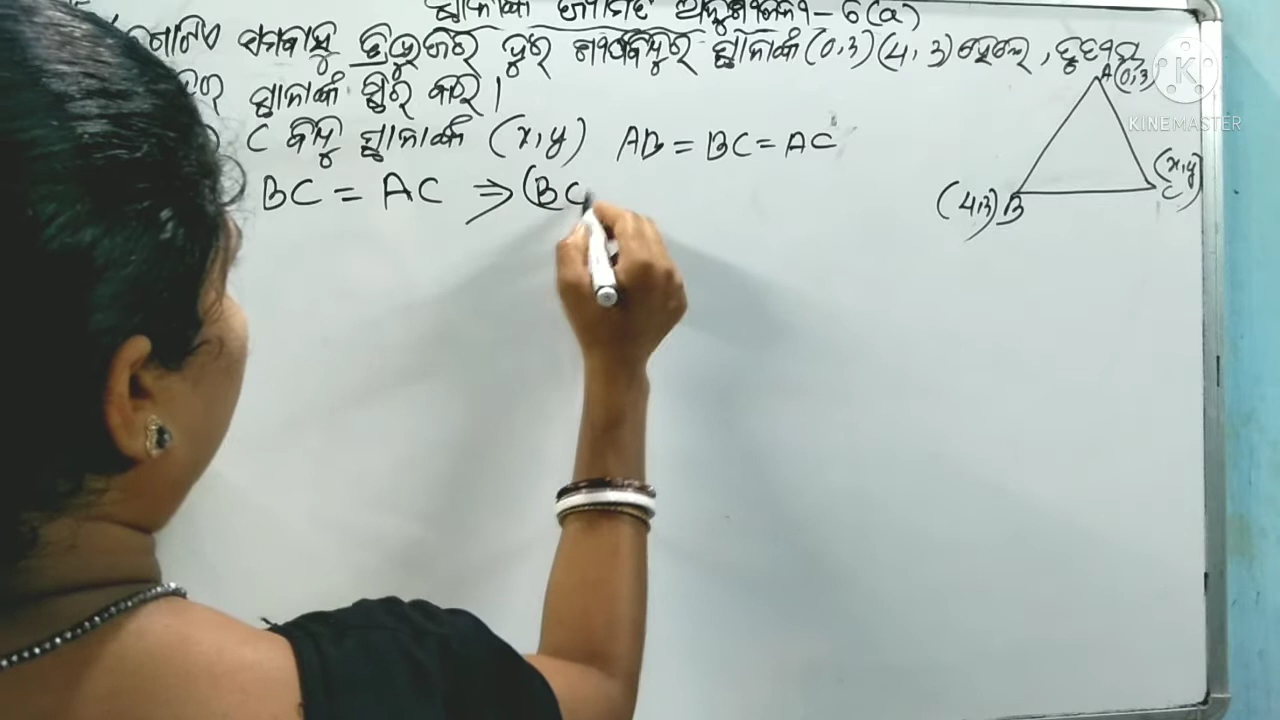 ସ୍ଥାନାଙ୍କ ଜ୍ୟାମିତି ଅନୁଶୀଳନୀ - 6(a)
ଗୋଟିଏ ସମବାହୁ ତ୍ରିଭୁଜର ଦୁଇ ଶୀର୍ଷବିନ୍ଦୁର ସ୍ଥାନାଙ୍କ (0,3) (4,3) ହେଲେ,
ସ୍ଥାନାଙ୍କ ସ୍ଥିର କର ।
C ବିନ୍ଦୁ ସ୍ଥାନାଙ୍କ (x,y) AB = BC = AC
BC = AC ⇒ (BC
A(0,3)
(x,y)
C
(4,3) B
K
KINEMASTER